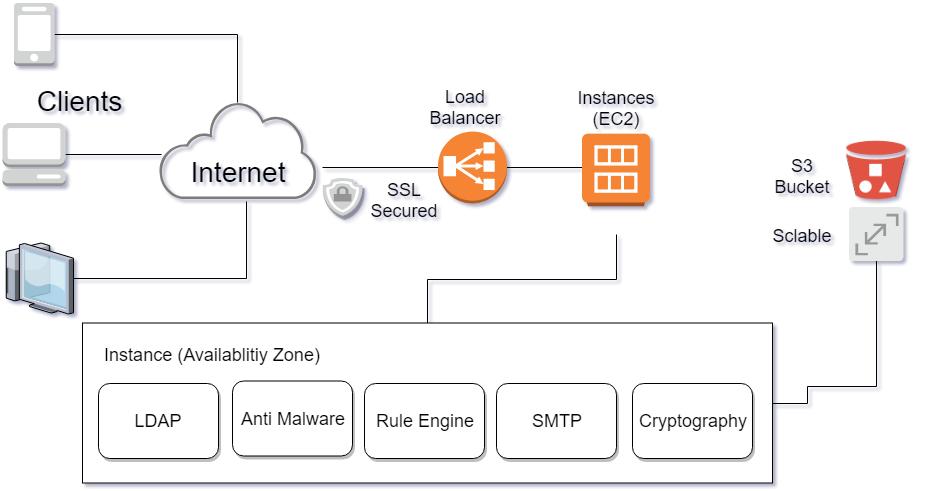 Clients
Internet
SSL
Secured
Load
Balancer
Instances
(EC2)
S3
Bucket
Sclable
Instance (Availablitiy Zone)
LDAP
Anti Malware
Rule Engine
SMTP
Cryptography